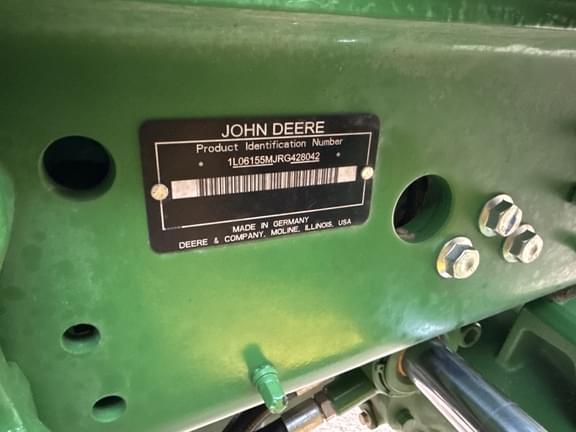 JOHN DEERE
Product Identification Number
1L06155MJRG428042
MADE IN GERMANY
DEERE & COMPANY, MOLINE, ILLINOIS, USA